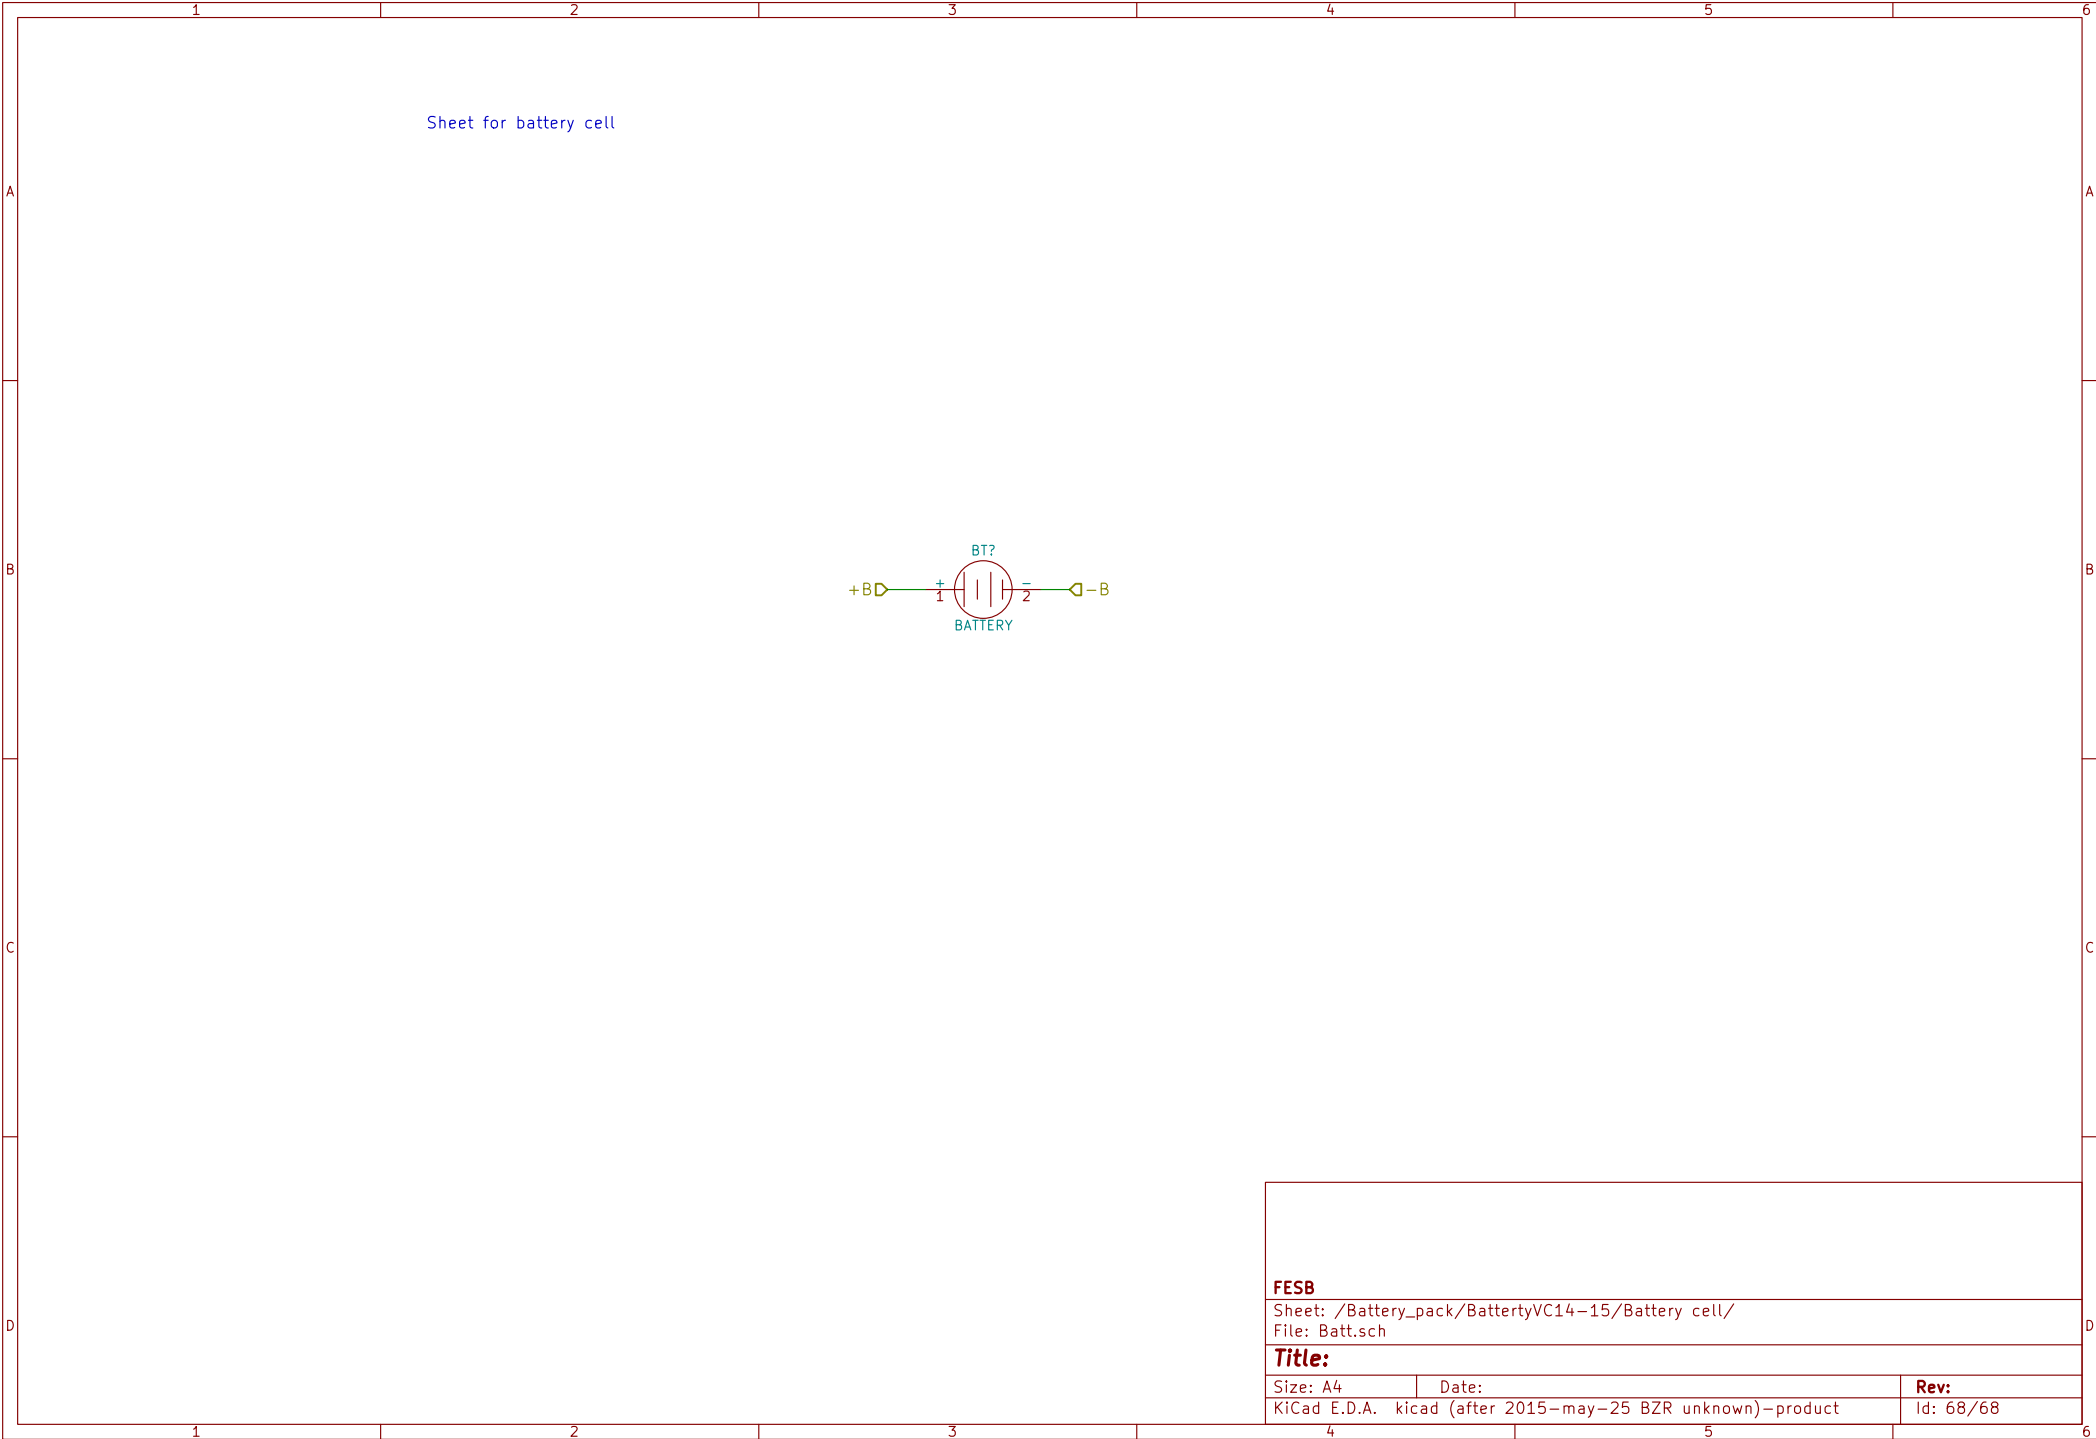 1 2 3 4 5 6
Sheet for battery cell
A A
BT?
B B
+B + 1 - 2 -B
BATTERY
C C
FESB
Sheet: /Battery_pack/BattertyVC14-15/Battery cell/
File: Batt.sch
D D
Title:
Size: A4 Date: Rev:
KiCad E.D.A. kicad (after 2015-may-25 BZR unknown)-product Id: 68/68
1 2 3 4 5 6